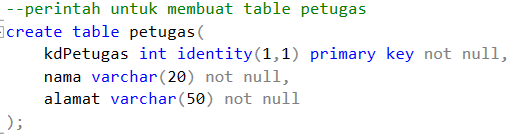 --perintah untuk membuat table petugas
create table petugas(
kdPetugas int identity(1,1) primary key not null,
nama varchar(20) not null,
alamat varchar(50) not null
);